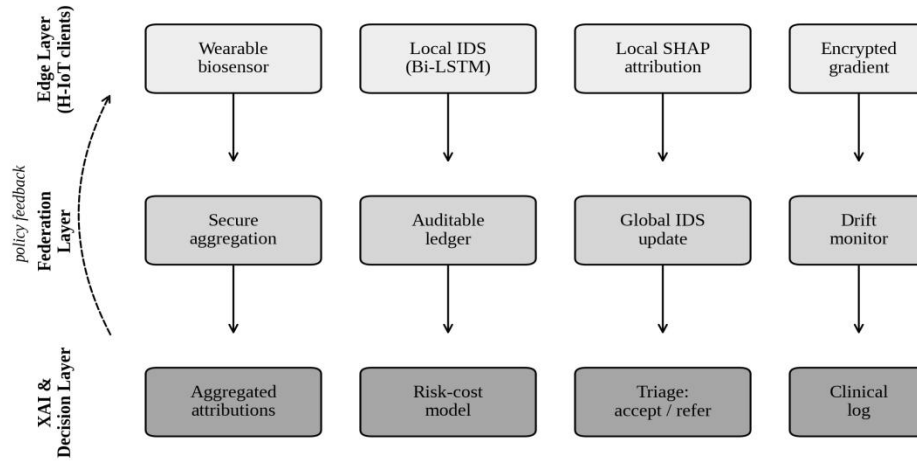 Edge Layer
(H-IoT clients)
Wearable
biosensor
Local IDS
(Bi-LSTM)
Local SHAP
attribution
Encrypted
gradient
policy feedback
Federation
Layer
Secure
aggregation
Auditable
ledger
Global IDS
update
Drift
monitor
XAI &
Decision Layer
Aggregated
attributions
Risk-cost
model
Triage:
accept / refer
Clinical
log